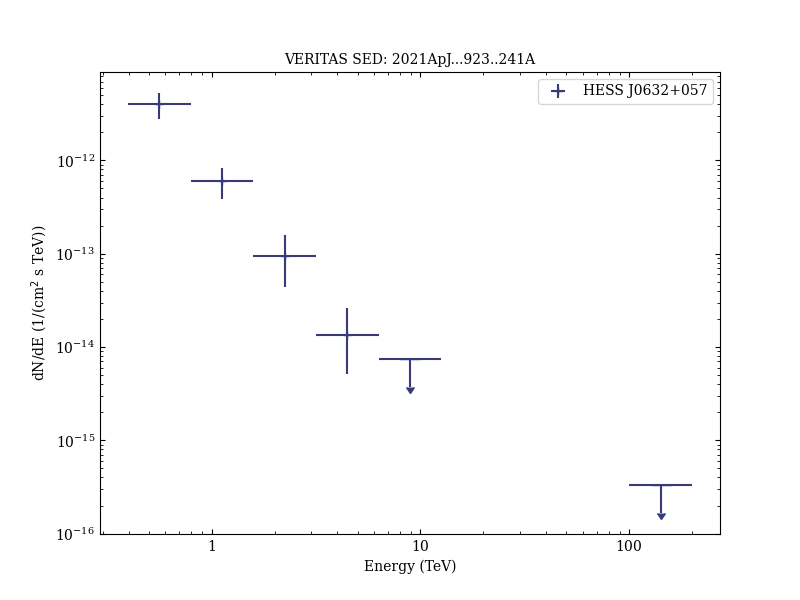 VERITAS SED: 2021ApJ...923..241A
HESS J0632+057
dN/dE (1/(cm² s TeV))
10⁻¹²
10⁻¹³
10⁻¹⁴
10⁻¹⁵
10⁻¹⁶
1 10 100
Energy (TeV)